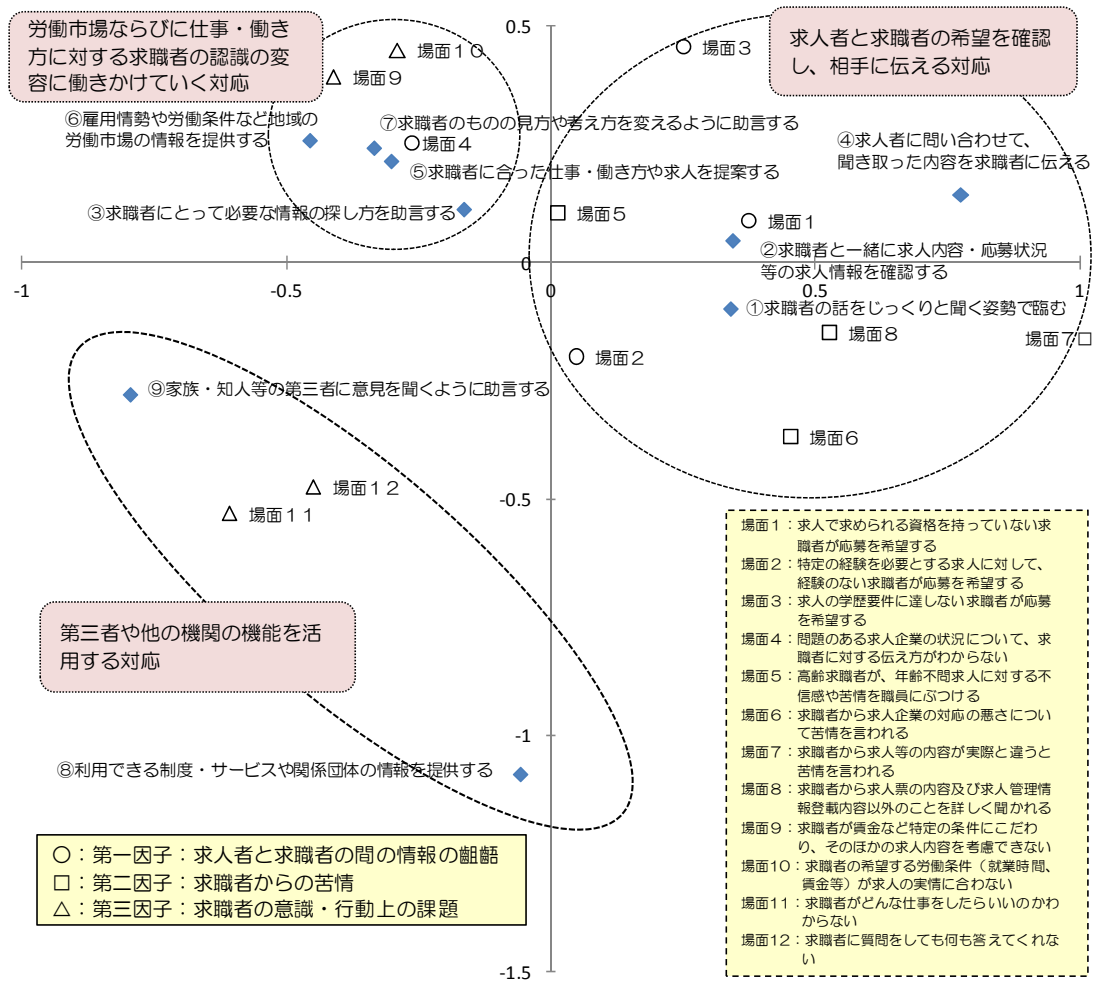 労働市場ならびに仕事・働き
方に対する求職者の認識の変
容に働きかけていく対応
求人者と求職者の希望を確認
し、相手に伝える対応
0.5
場面3
場面10
場面9
⑥雇用情勢や労働条件など地域の
労働市場の情報を提供する
⑦求職者のものの見方や考え方を変えるように助言する
場面4
⑤求職者に合った仕事・働き方や求人を提案する
④求人者に問い合わせて、
聞き取った内容を求職者に伝える
③求職者にとって必要な情報の探し方を助言する
場面5
場面1
②求職者と一緒に求人内容・応募状況
等の求人情報を確認する
0
-1
-0.5
0
0.5
1
①求職者の話をじっくりと聞く姿勢で臨む
場面8
場面7
場面2
⑨家族・知人等の第三者に意見を聞くように助言する
場面6
場面12
場面11
-0.5
第三者や他の機関の機能を活
用する対応
-1
⑧利用できる制度・サービスや関係団体の情報を提供する
-1.5
○：第一因子：求人者と求職者の間の情報の齟齬
□：第二因子：求職者からの苦情
△：第三因子：求職者の意識・行動上の課題
場面1：求人で求められる資格を持っていない求
職者が応募を希望する
場面2：特定の経験を必要とする求人に対して、
経験のない求職者が応募を希望する
場面3：求人の学歴要件に達しない求職者が応募
を希望する
場面4：問題のある求人企業の状況について、求
職者に対する伝え方がわからない
場面5：高齢求職者が、年齢不問求人に対する不
信感や苦情を職員にぶつける
場面6：求職者から求人企業の対応の悪さについ
て苦情を言われる
場面7：求職者から求人等の内容が実際と違うと
苦情を言われる
場面8：求職者から求人票の内容及び求人管理情
報登載内容以外のことを詳しく聞かれる
場面9：求職者が賃金など特定の条件にこだわ
り、そのほかの求人内容を考慮できない
場面10：求職者の希望する労働条件（就業時間、
賃金等）が求人の実情に合わない
場面11：求職者がどんな仕事をしたらいいのかわ
からない
場面12：求職者に質問をしても何も答えてくれな
い